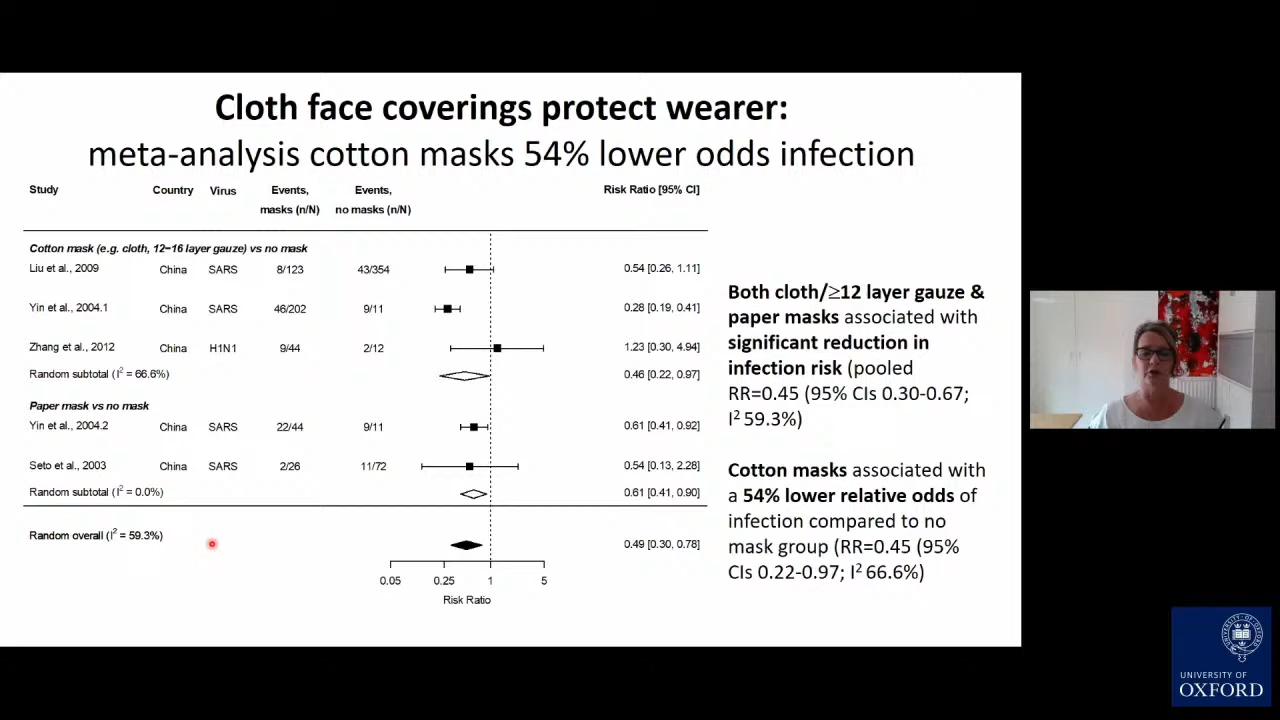 Cloth face coverings protect wearer:
meta-analysis cotton masks 54% lower odds infection
Study Country Virus Events, masks (n/N) Events, no masks (n/N) Risk Ratio [95% CI]
Cotton mask (e.g. cloth, 12−16 layer gauze) vs no mask
Liu et al., 2009 China SARS 8/123 43/354 0.54 [0.26, 1.11]
Yin et al., 2004.1 China SARS 46/202 9/11 0.28 [0.19, 0.41]
Zhang et al., 2012 China H1N1 9/44 2/12 1.23 [0.30, 4.94]
Random subtotal (I² = 66.6%) 0.46 [0.22, 0.97]
Paper mask vs no mask
Yin et al., 2004.2 China SARS 22/44 9/11 0.61 [0.41, 0.92]
Seto et al., 2003 China SARS 2/26 11/72 0.54 [0.13, 2.28]
Random subtotal (I² = 0.0%) 0.61 [0.41, 0.90]
Random overall (I² = 59.3%) 0.49 [0.30, 0.78]
0.05 0.25 1 5
Risk Ratio
Both cloth/≥12 layer gauze &
paper masks associated with
significant reduction in
infection risk (pooled
RR=0.45 (95% CIs 0.30-0.67;
I² 59.3%)
Cotton masks associated with
a 54% lower relative odds of
infection compared to no
mask group (RR=0.45 (95%
CIs 0.22-0.97; I² 66.6%)
UNIVERSITY OF
OXFORD